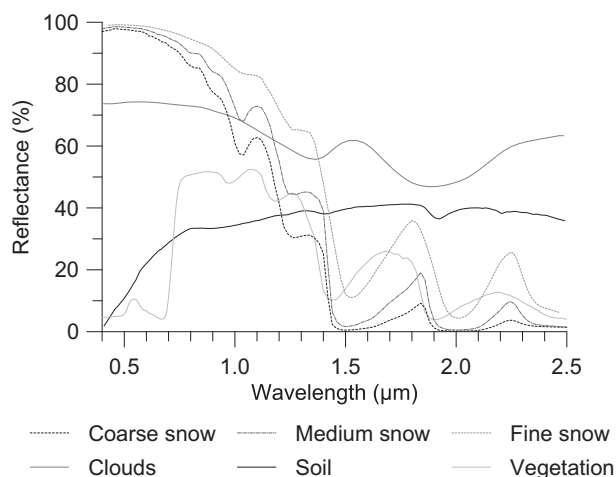 100
80
60
40
20
0
Reflectance (%)
0.5 1.0 1.5 2.0 2.5
Wavelength (µm)
Coarse snow Medium snow Fine snow
Clouds Soil Vegetation